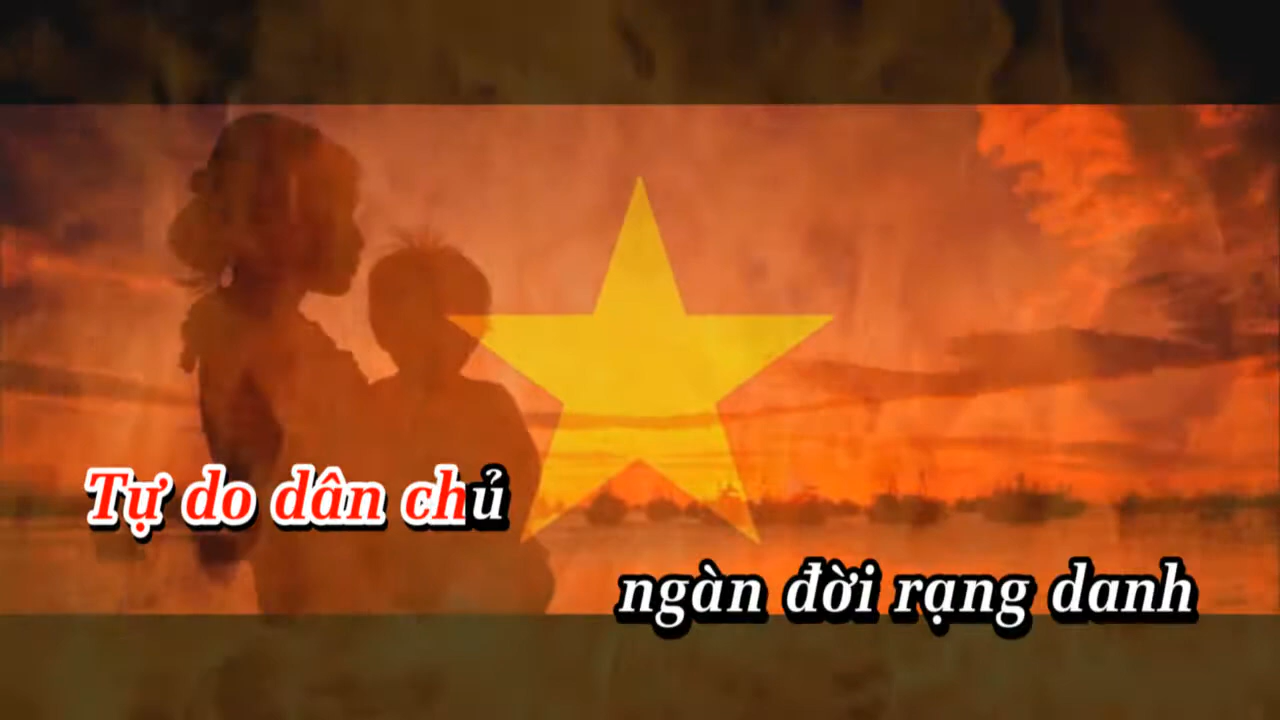 Tự do dân chủ
ngàn đời rạng danh